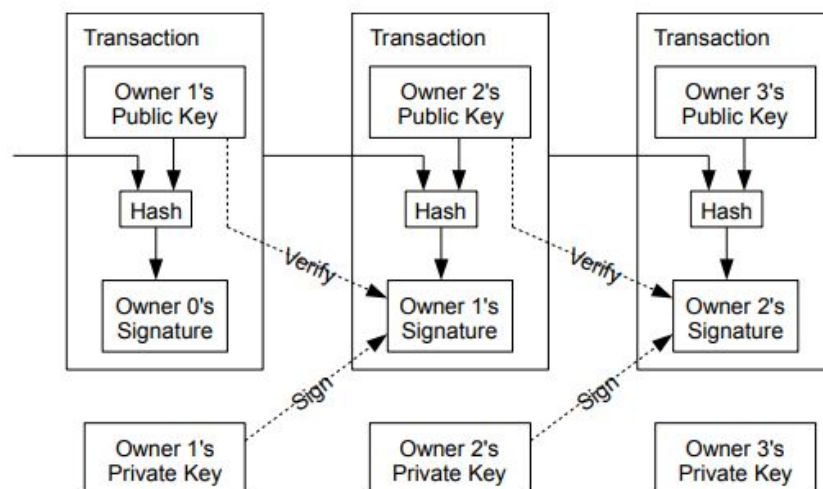 Transaction
Transaction
Transaction
Owner 1's
Public Key
Owner 2's
Public Key
Owner 3's
Public Key
Hash
Hash
Hash
Verify
Verify
Owner 0's
Signature
Owner 1's
Signature
Owner 2's
Signature
Sign
Sign
Owner 1's
Private Key
Owner 2's
Private Key
Owner 3's
Private Key